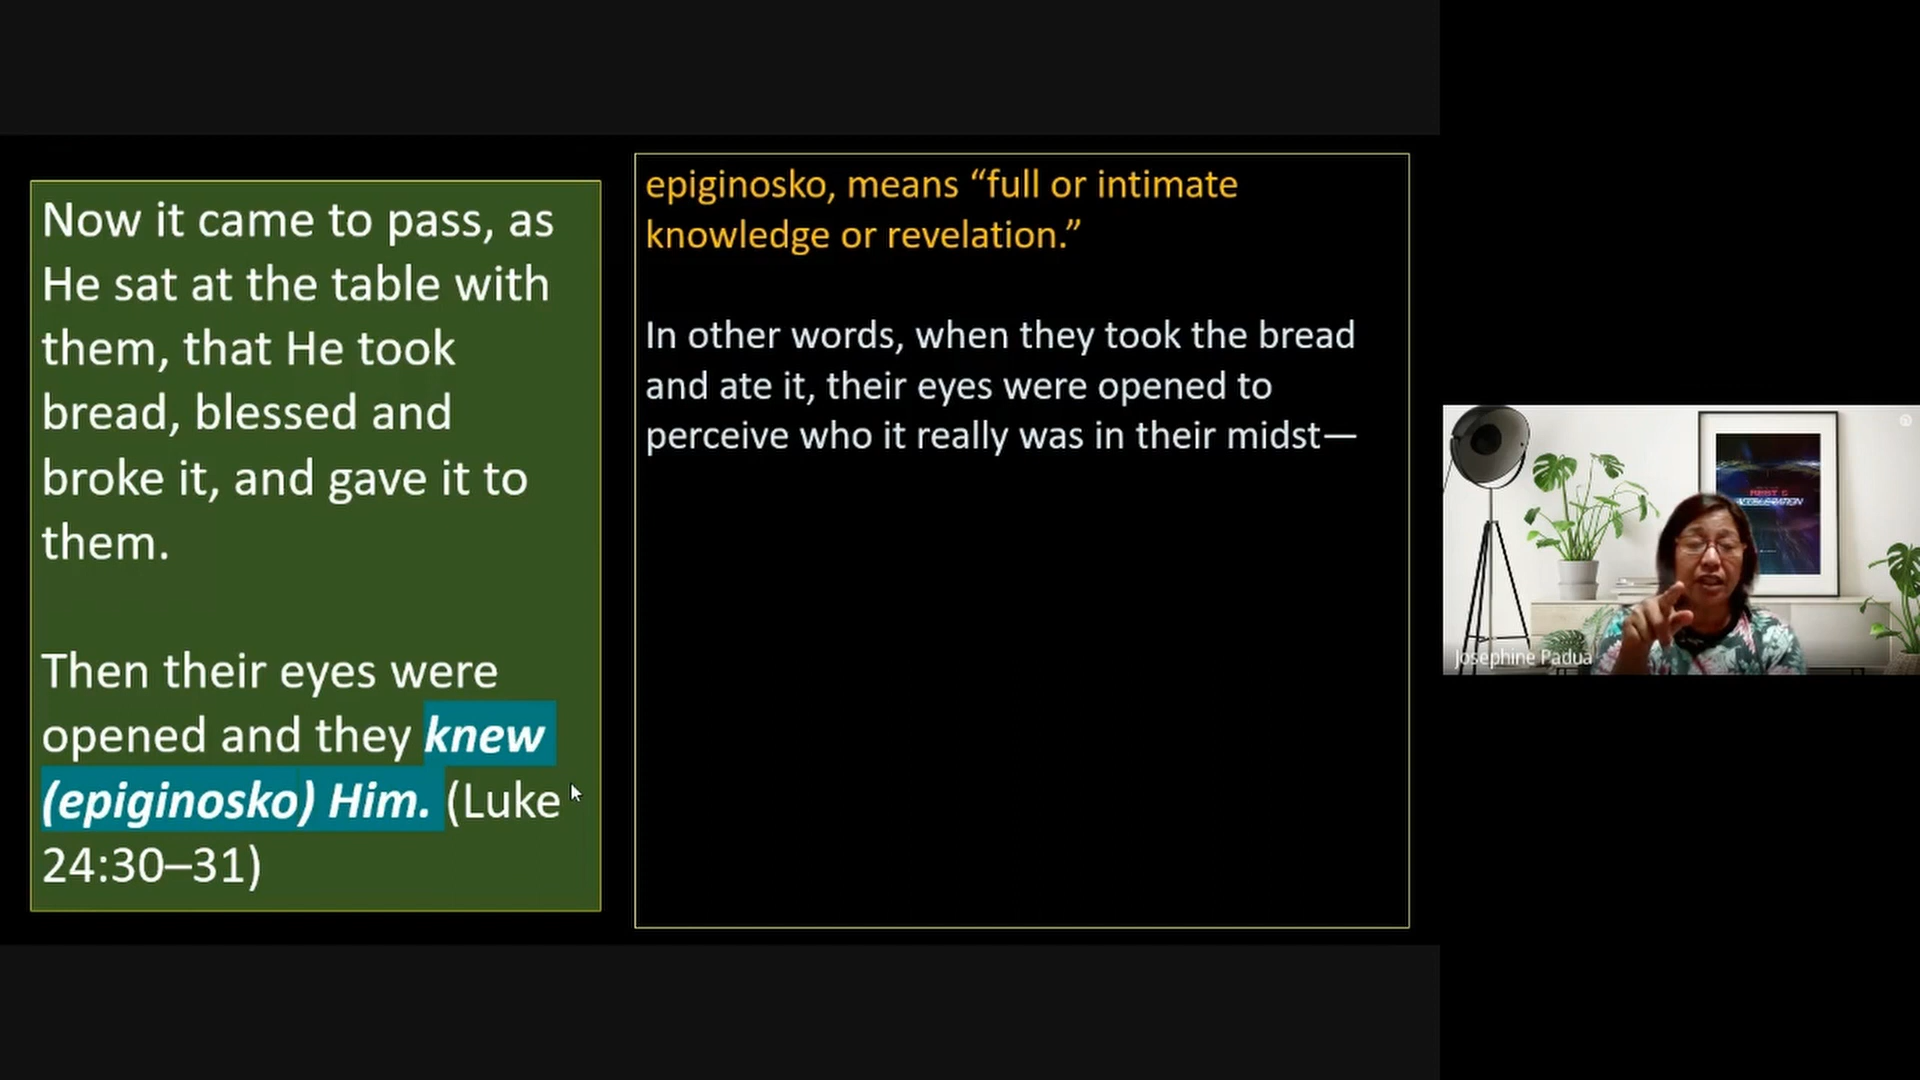 Now it came to pass, as
He sat at the table with
them, that He took
bread, blessed and
broke it, and gave it to
them.
Then their eyes were
opened and they knew
(epiginosko) Him. (Luke
24:30–31)
epiginosko, means “full or intimate
knowledge or revelation.”
In other words, when they took the bread
and ate it, their eyes were opened to
perceive who it really was in their midst—
REST &
ACCELERATION
Josephine Padua